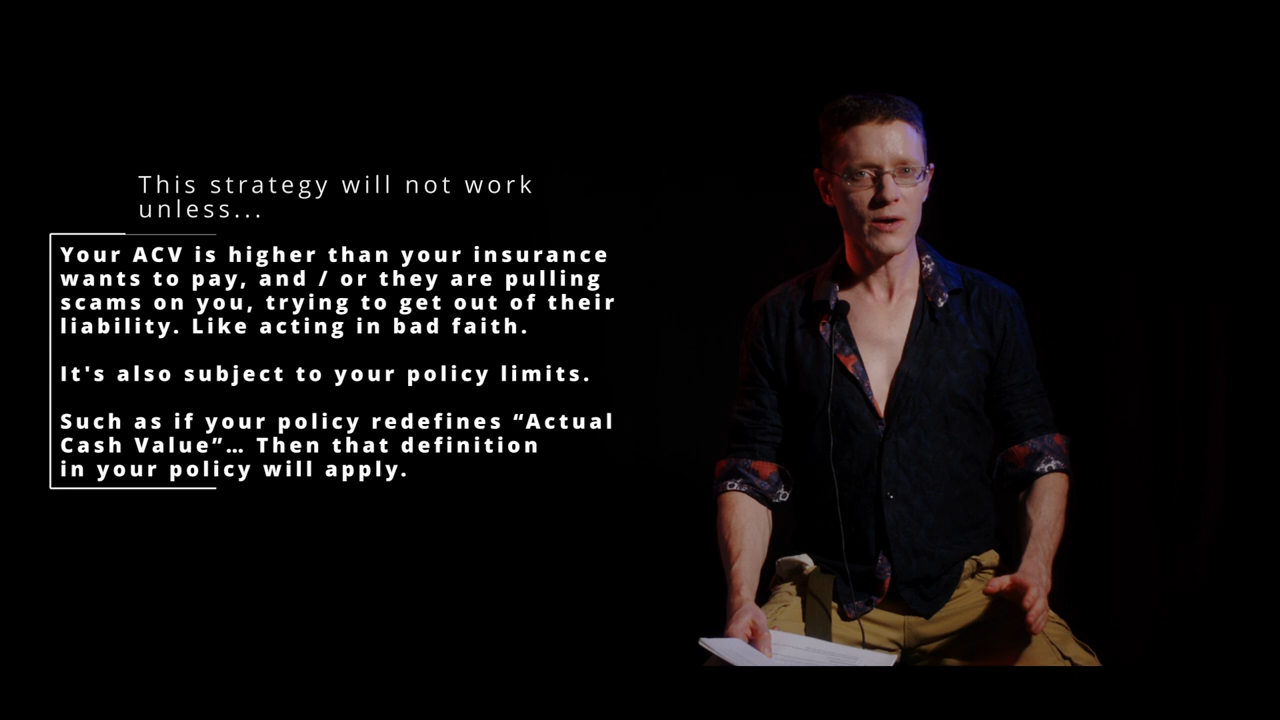 This strategy will not work
unless...
Your ACV is higher than your insurance
wants to pay, and / or they are pulling
scams on you, trying to get out of their
liability. Like acting in bad faith.
It's also subject to your policy limits.
Such as if your policy redefines “Actual
Cash Value”… Then that definition
in your policy will apply.